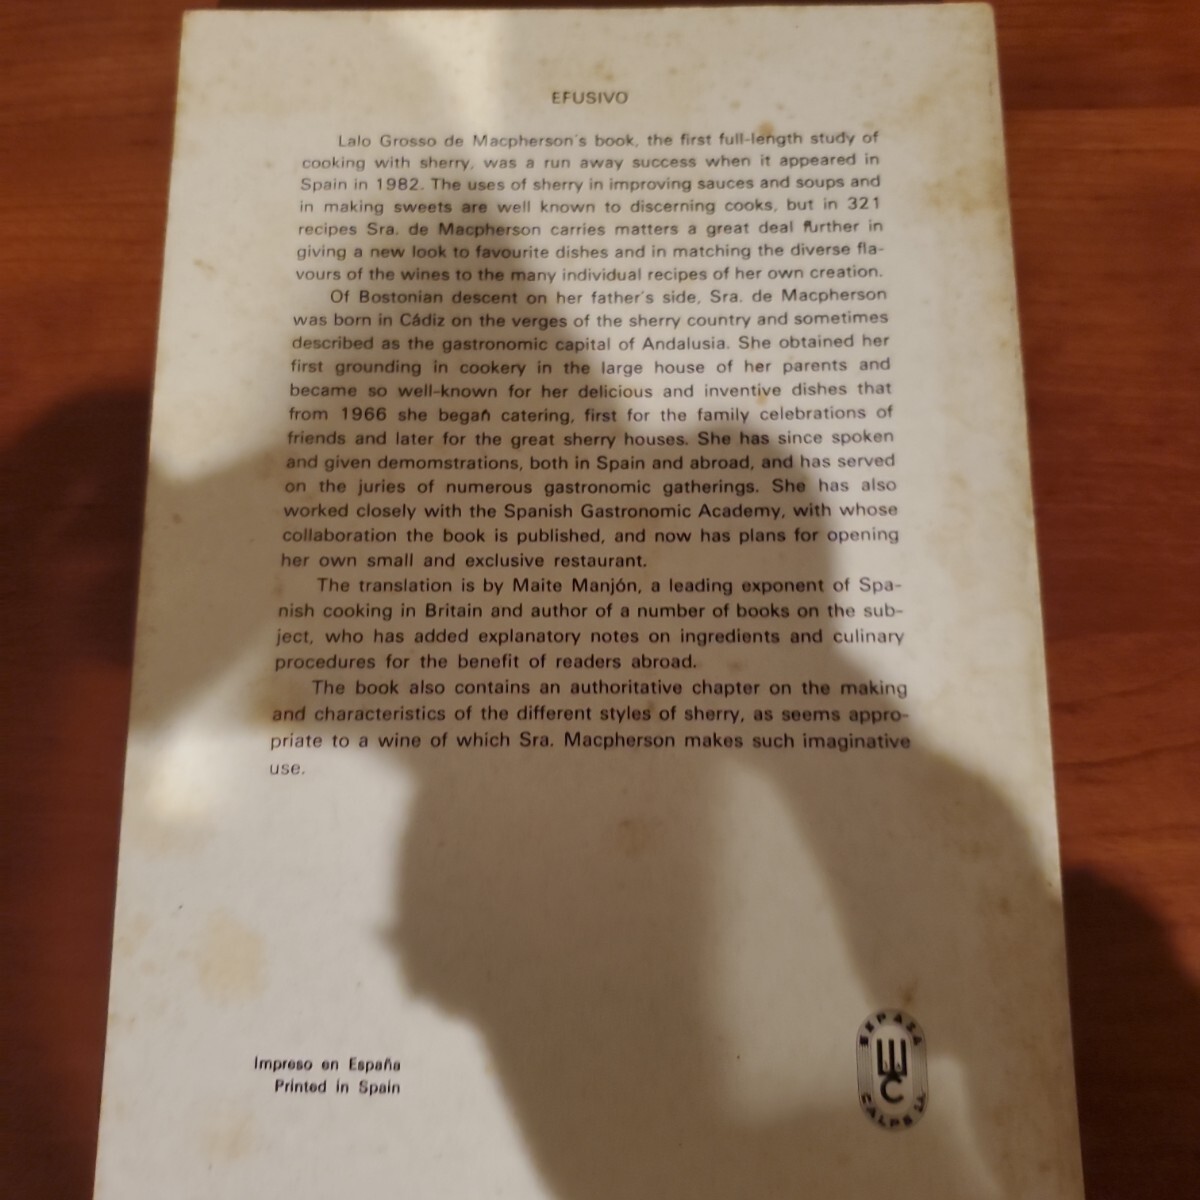 EFUSIVO
Lalo Grosso de Macpherson's book, the first full-length study of
cooking with sherry, was a run away success when it appeared in
Spain in 1982. The uses of sherry in improving sauces and soups and
in making sweets are well known to discerning cooks, but in 321
recipes Sra. de Macpherson carries matters a great deal further in
giving a new look to favourite dishes and in matching the diverse fla-
vours of the wines to the many individual recipes of her own creation.
Of Bostonian descent on her father's side, Sra. de Macpherson
was born in Cádiz on the verges of the sherry country and sometimes
described as the gastronomic capital of Andalusia. She obtained her
first grounding in cookery in the large house of her parents and
became so well-known for her delicious and inventive dishes that
from 1966 she began catering, first for the family celebrations of
friends and later for the great sherry houses. She has since spoken
and given demomstrations, both in Spain and abroad, and has served
on the juries of numerous gastronomic gatherings. She has also
worked closely with the Spanish Gastronomic Academy, with whose
collaboration the book is published, and now has plans for opening
her own small and exclusive restaurant.
The translation is by Maite Manjón, a leading exponent of Spa-
nish cooking in Britain and author of a number of books on the sub-
ject, who has added explanatory notes on ingredients and culinary
procedures for the benefit of readers abroad.
The book also contains an authoritative chapter on the making
and characteristics of the different styles of sherry, as seems appro-
priate to a wine of which Sra. Macpherson makes such imaginative
use.
Impreso en España
Printed in Spain
ESPASA
CALPE S.A.